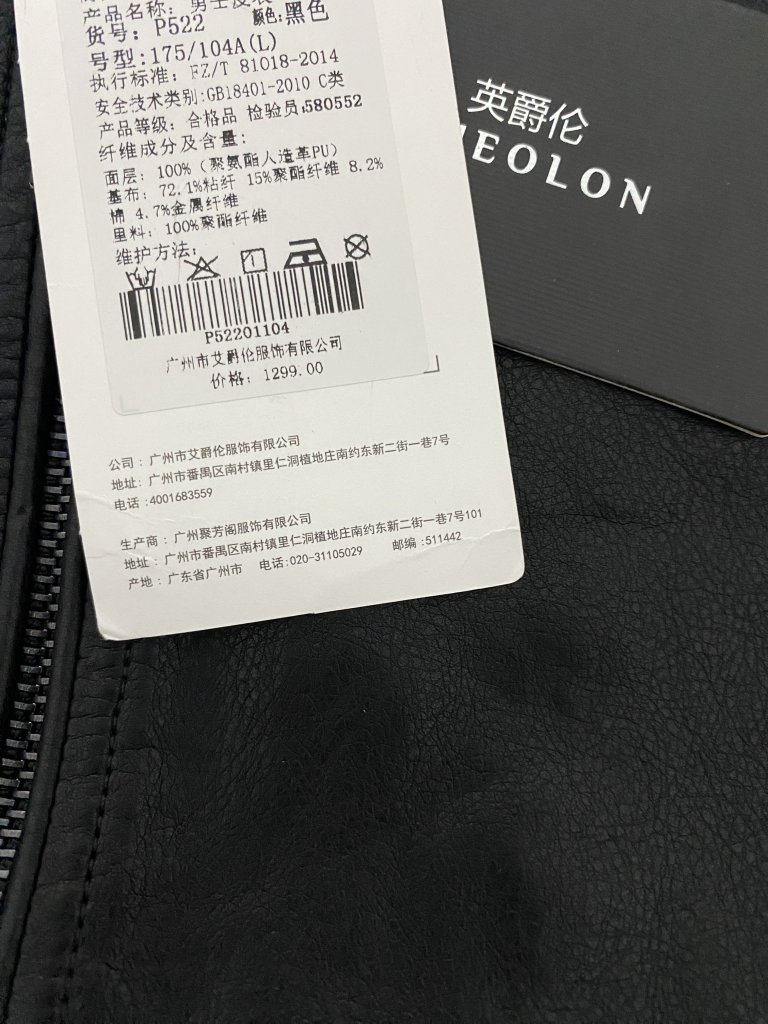 产品名称：男士皮衣
货号：P522 颜色:黑色
号型:175/104A(L)
执行标准：FZ/T 81018-2014
安全技术类别:GB18401-2010 C类
产品等级：合格品 检验员:580552
纤维成分及含量：
面层：100%（聚氨酯人造革PU）
基布：72.1%粘纤 15%聚酯纤维 8.2%
棉 4.7%金属纤维
里料：100%聚酯纤维
维护方法：
P52201104
广州市艾爵伦服饰有限公司
价格：1299.00
公司：广州市艾爵伦服饰有限公司
地址：广州市番禺区南村镇里仁洞植地庄南约东新二街一巷7号
电话:4001683559
生产商：广州聚芳阁服饰有限公司
地址：广州市番禺区南村镇里仁洞植地庄南约东新二街一巷7号101
产地：广东省广州市 电话:020-31105029 邮编:511442
英爵伦
EOLON